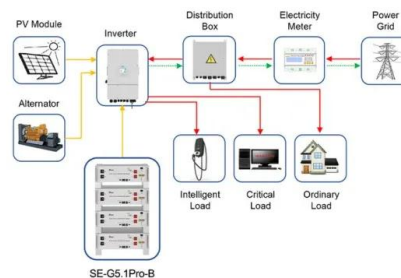 PV Module
Inverter
Distribution
Box
Electricity
Meter
Power
Grid
Alternator
Intelligent
Load
Critical
Load
Ordinary
Load
SE-G5.1Pro-B